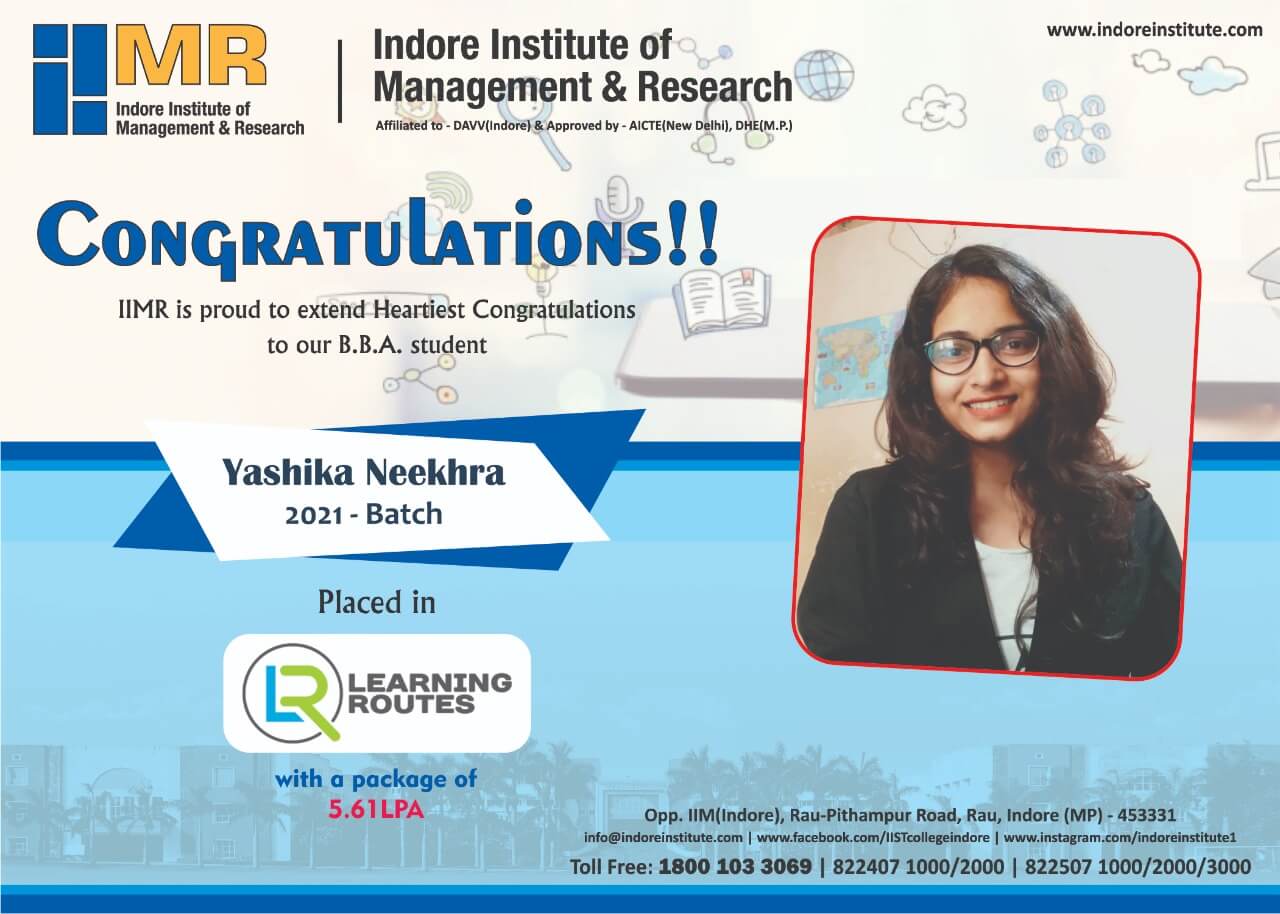 IIMR
Indore Institute of
Management & Research
Indore Institute of
Management & Research
Affiliated to - DAVV(Indore) & Approved by - AICTE(New Delhi), DHE(M.P.)
www.indoreinstitute.com
Congratulations!!
IIMR is proud to extend Heartiest Congratulations
to our B.B.A. student
Yashika Neekhra
2021 - Batch
Placed in
LR
LEARNING
ROUTES
with a package of
5.61LPA
Opp. IIM(Indore), Rau-Pithampur Road, Rau, Indore (MP) - 453331
info@indoreinstitute.com | www.facebook.com/IISTcollegeindore | www.instagram.com/indoreinstitute1
Toll Free: 1800 103 3069 | 822407 1000/2000 | 822507 1000/2000/3000